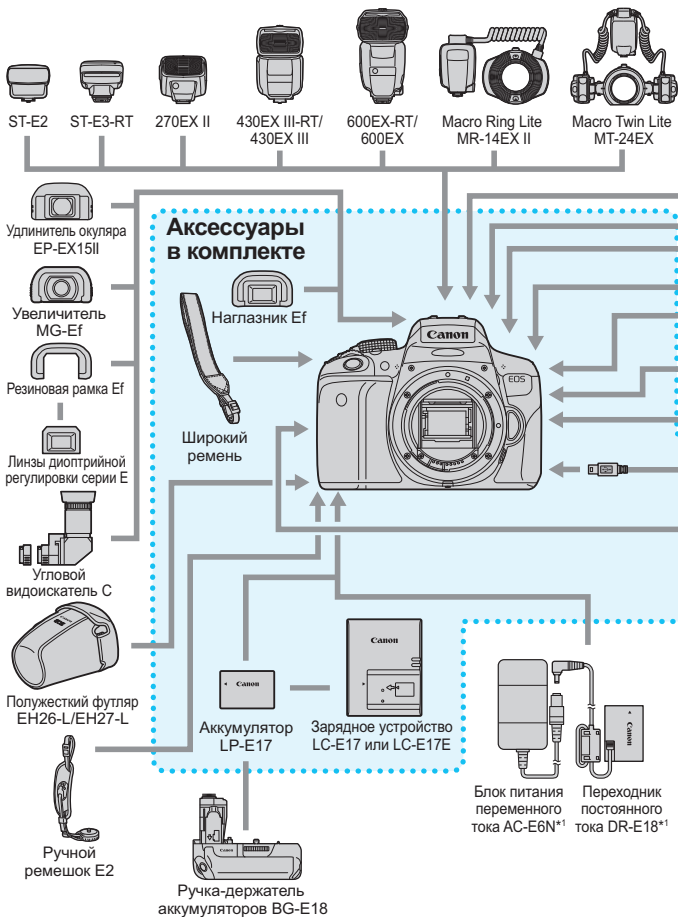 ST-E2
ST-E3-RT
270EX II
430EX III-RT/
430EX III
600EX-RT/
600EX
Macro Ring Lite
MR-14EX II
Macro Twin Lite
MT-24EX
Удлинитель окуляра
EP-EX15II
Увеличитель
MG-Ef
Резиновая рамка Ef
Линзы диоптрийной
регулировки серии E
Угловой
видоискатель C
Полужесткий футляр
EH26-L/EH27-L
Ручной
ремешок E2
Аксессуары
в комплекте
Наглазник Ef
Широкий
ремень
Canon
EOS
Canon
Аккумулятор
LP-E17
Canon
Зарядное устройство
LC-E17 или LC-E17E
Canon
Ручка-держатель
аккумуляторов BG-E18
Блок питания
переменного
тока AC-E6N*1
Canon
Переходник
постоянного
тока DR-E18*1